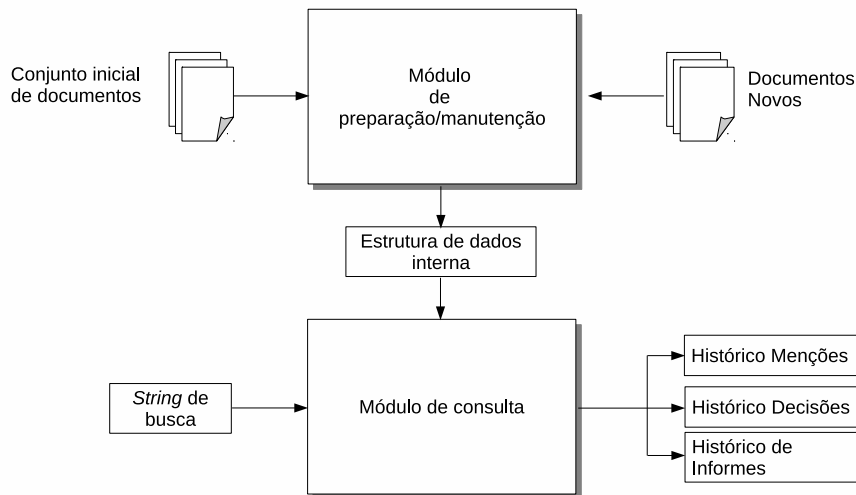 Conjunto inicial
de documentos
Módulo
de
preparação/manutenção
Documentos
Novos
Estrutura de dados
interna
String de
busca
Módulo de consulta
Histórico Menções
Histórico Decisões
Histórico de
Informes